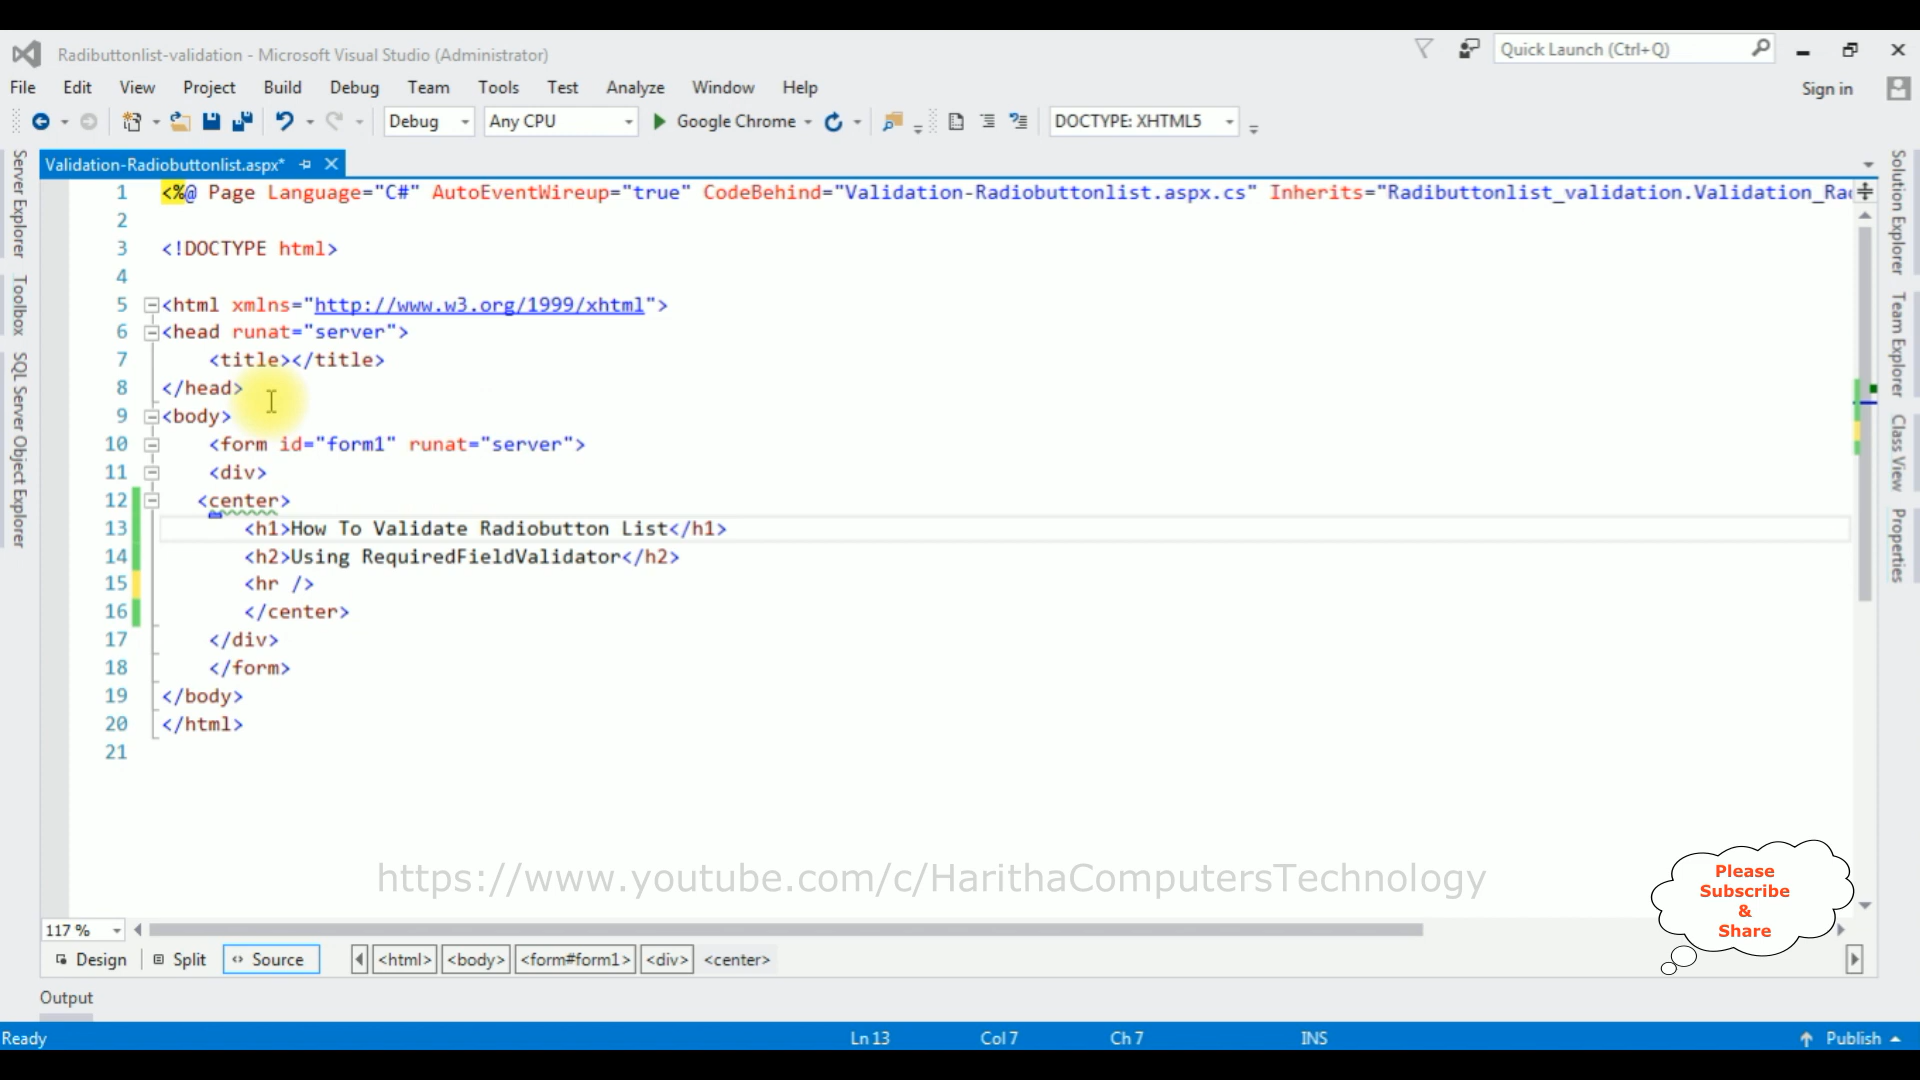 Radibuttonlist-validation - Microsoft Visual Studio (Administrator)
Quick Launch (Ctrl+Q)
File Edit View Project Build Debug Team Tools Test Analyze Window Help
Sign in
Debug Any CPU Google Chrome DOCTYPE: XHTML5
Validation-Radiobuttonlist.aspx*
Server Explorer
Toolbox
SQL Server Object Explorer
Solution Explorer
Team Explorer
Class View
Properties
1 <%@ Page Language="C#" AutoEventWireup="true" CodeBehind="Validation-Radiobuttonlist.aspx.cs" Inherits="Radibuttonlist_validation.Validation_Ra
2
3 <!DOCTYPE html>
4
5 <html xmlns="http://www.w3.org/1999/xhtml">
6 <head runat="server">
7 <title></title>
8 </head>
9 <body>
10 <form id="form1" runat="server">
11 <div>
12 <center>
13 <h1>How To Validate Radiobutton List</h1>
14 <h2>Using RequiredFieldValidator</h2>
15 <hr />
16 </center>
17 </div>
18 </form>
19 </body>
20 </html>
21
https://www.youtube.com/c/HarithaComputersTechnology
Please
Subscribe
&
Share
117 %
Design Split Source <html> <body> <form#form1> <div> <center>
Output
Ready Ln 13 Col 7 Ch 7 INS Publish